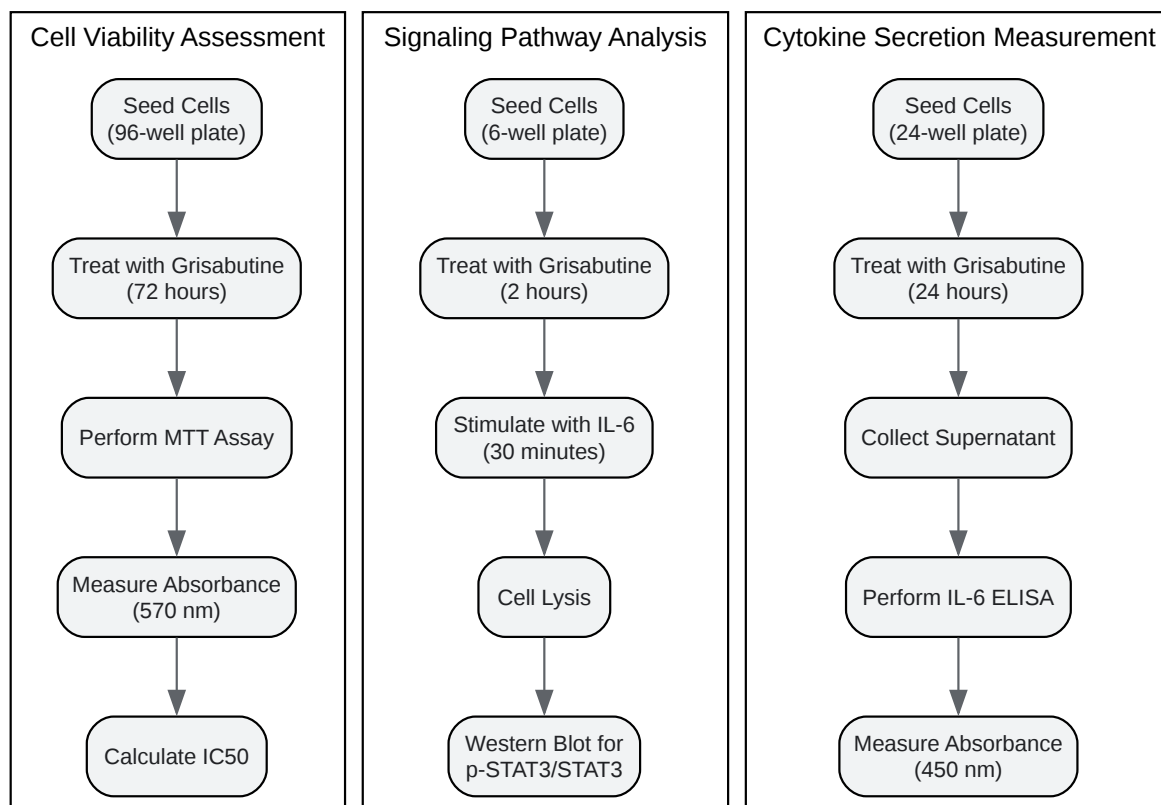 Cell Viability Assessment
Seed Cells
(96-well plate)
Treat with Grisabutine
(72 hours)
Perform MTT Assay
Measure Absorbance
(570 nm)
Calculate IC50
Signaling Pathway Analysis
Seed Cells
(6-well plate)
Treat with Grisabutine
(2 hours)
Stimulate with IL-6
(30 minutes)
Cell Lysis
Western Blot for
p-STAT3/STAT3
Cytokine Secretion Measurement
Seed Cells
(24-well plate)
Treat with Grisabutine
(24 hours)
Collect Supernatant
Perform IL-6 ELISA
Measure Absorbance
(450 nm)